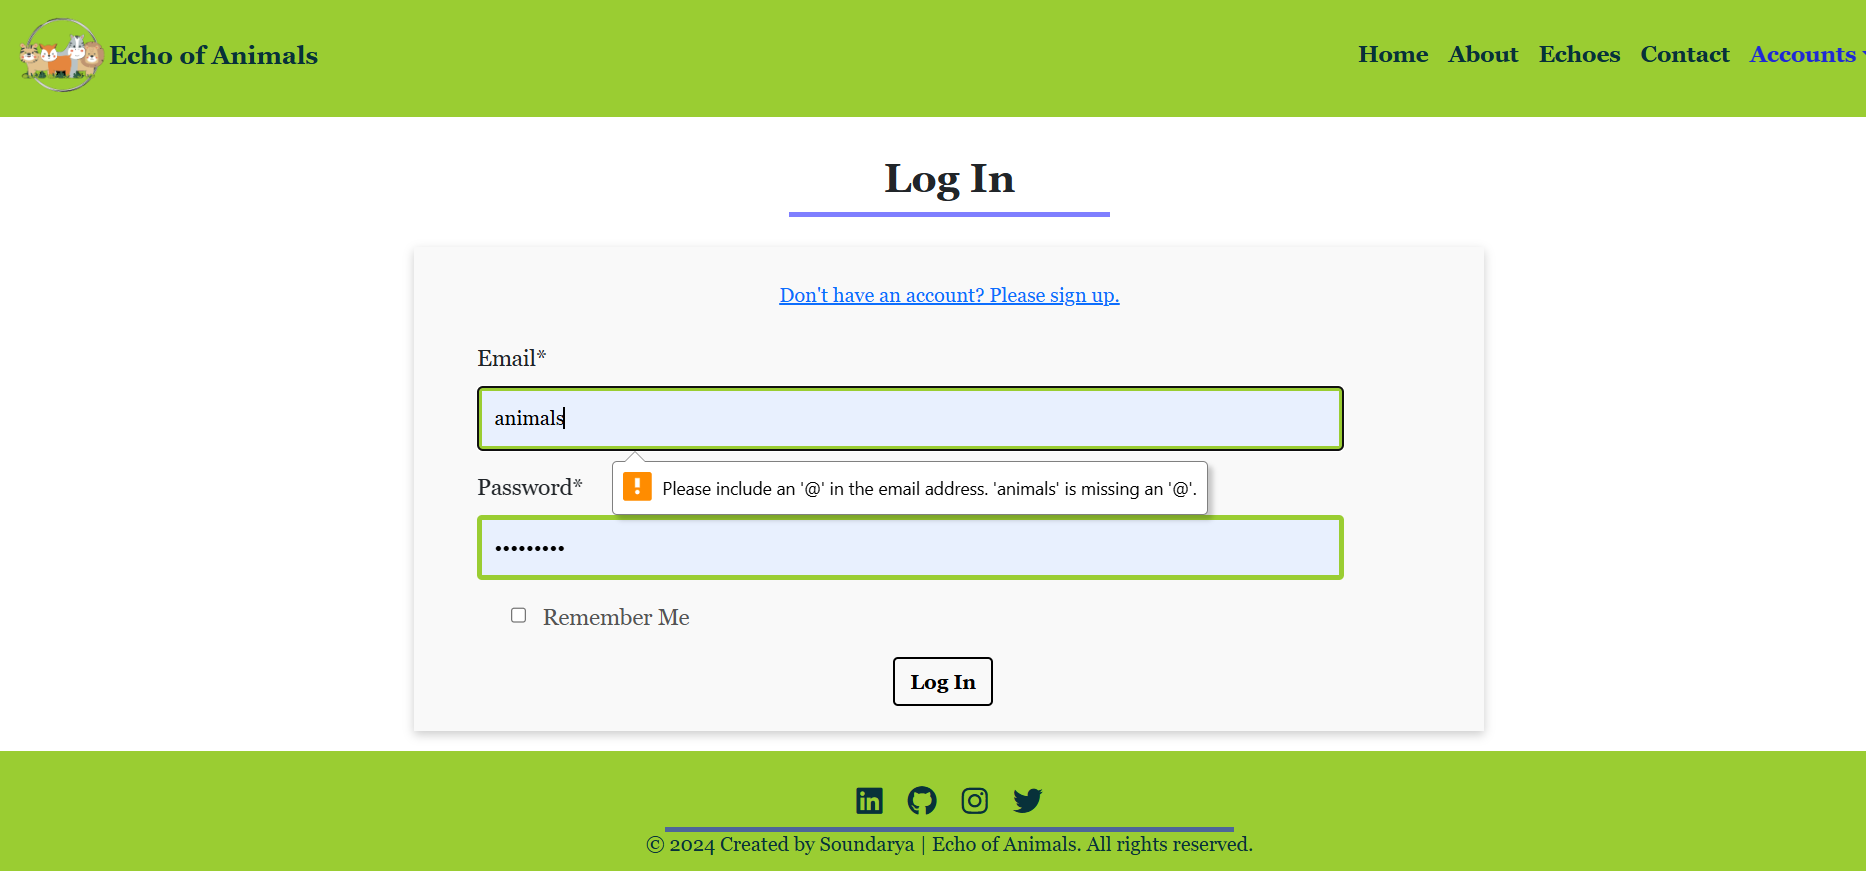 Echo of Animals
Home About Echoes Contact Accounts
Log In
Don't have an account? Please sign up.
Email*
animals
Please include an '@' in the email address. 'animals' is missing an '@'.
Password*
•••••••••
Remember Me
Log In
© 2024 Created by Soundarya | Echo of Animals. All rights reserved.